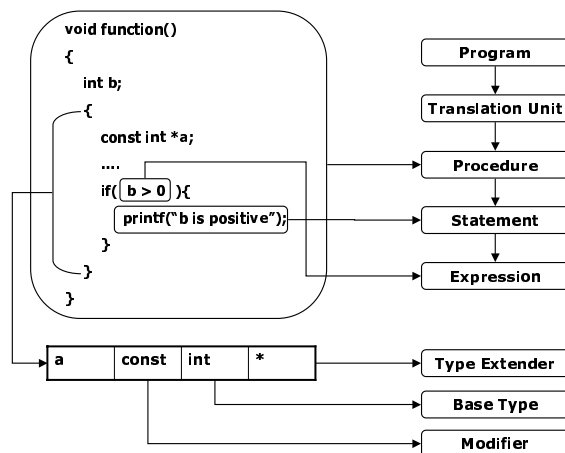 void function()
{
int b;
{
const int *a;
....
if( b > 0 ){
printf(“b is positive”);
}
}
}
Program
Translation Unit
Procedure
Statement
Expression
a const int *
Type Extender
Base Type
Modifier